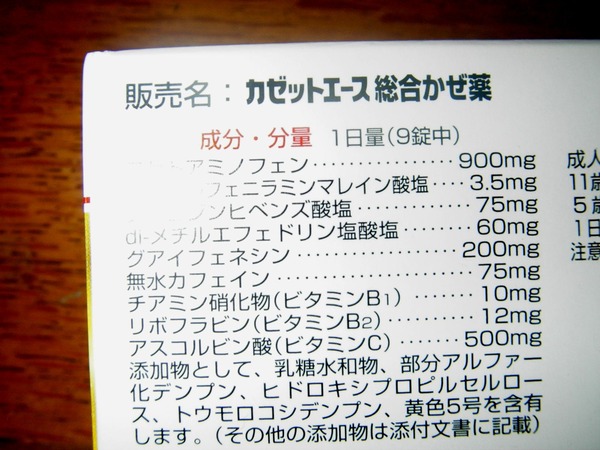 販売名：カゼットエース総合かぜ薬
成分・分量 1日量(9錠中)
アミノフェン・・・・・・・・・・・・・900mg
フェニラミンマレイン酸塩・・・・3.5mg
ンヒベンズ酸塩・・・・・・・・・・75mg
dl-メチルエフェドリン塩酸塩・・・・・・60mg
グアイフェネシン・・・・・・・・・・・・・200mg
無水カフェイン・・・・・・・・・・・・・・・75mg
チアミン硝化物(ビタミンB1)・・・・・・・10mg
リボフラビン(ビタミンB2)・・・・・・・・・12mg
アスコルビン酸(ビタミンC)・・・・・・・500mg
添加物として、乳糖水和物、部分アルファー
化デンプン、ヒドロキシプロピルセルロー
ス、トウモロコシデンプン、黄色5号を含有
します。(その他の添加物は添付文書に記載)
成人
11歳
5歳
1日
注意